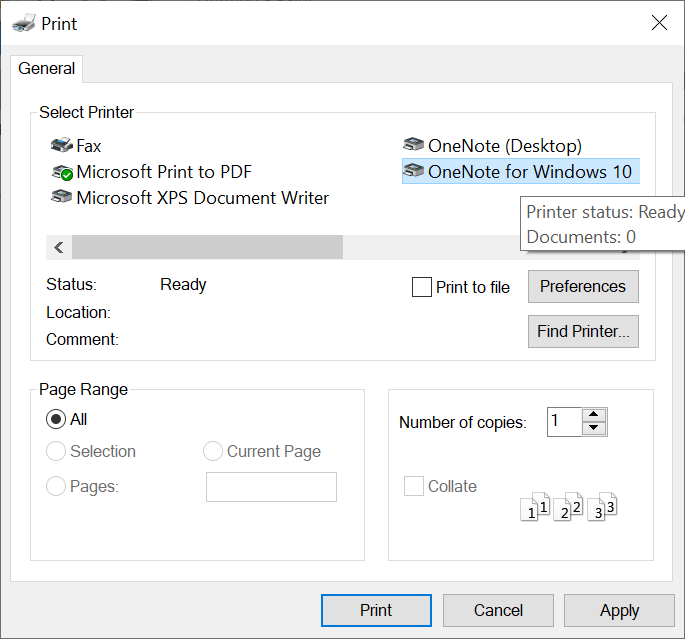 Print
General
Select Printer
Fax
OneNote (Desktop)
Microsoft Print to PDF
OneNote for Windows 10
Microsoft XPS Document Writer
Printer status: Ready
Documents: 0
Status: Ready
Print to file
Preferences
Location:
Find Printer...
Comment:
Page Range
All
Selection
Current Page
Pages:
Number of copies: 1
Collate
1 1 2 2 3 3
Print
Cancel
Apply